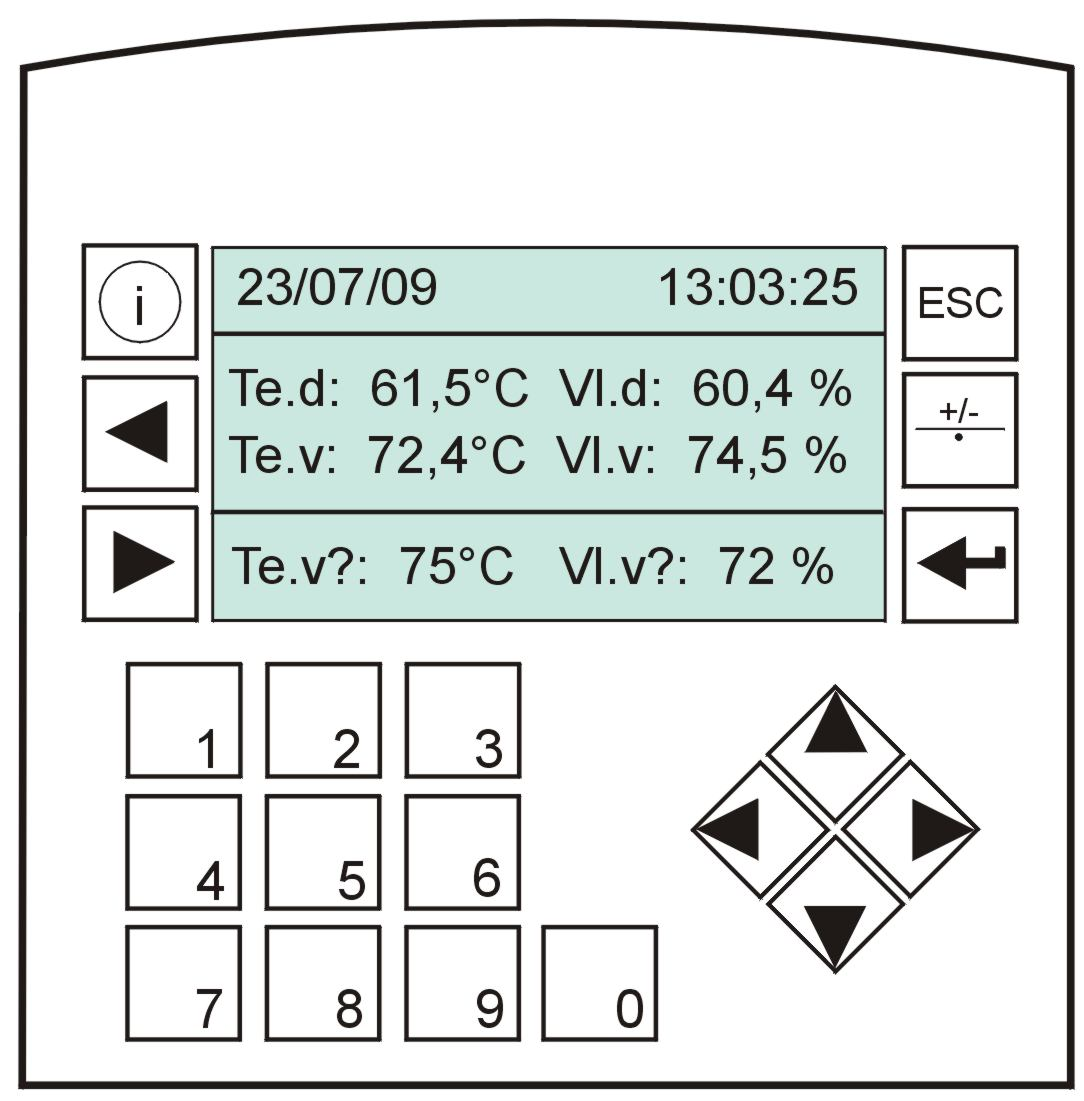 i
23/07/09 13:03:25
ESC
Te.d: 61,5°C Vl.d: 60,4 %
Te.v: 72,4°C Vl.v: 74,5 %
+/-
.
Te.v?: 75°C Vl.v?: 72 %
1 2 3
4 5 6
7 8 9 0